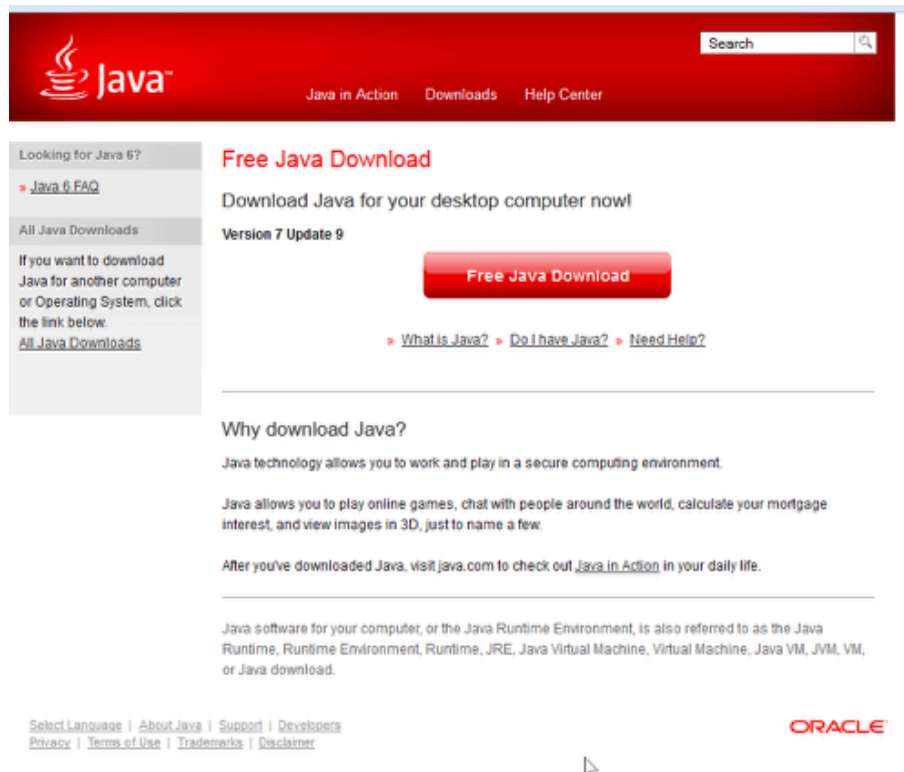 Search
Java™
Java in Action Downloads Help Center
Looking for Java 6?
» Java 6 FAQ
All Java Downloads
If you want to download
Java for another computer
or Operating System, click
the link below.
All Java Downloads
Free Java Download
Download Java for your desktop computer now!
Version 7 Update 9
Free Java Download
» What is Java? » Do I have Java? » Need Help?
Why download Java?
Java technology allows you to work and play in a secure computing environment.
Java allows you to play online games, chat with people around the world, calculate your mortgage
interest, and view images in 3D, just to name a few.
After you've downloaded Java, visit java.com to check out Java in Action in your daily life.
Java software for your computer, or the Java Runtime Environment, is also referred to as the Java
Runtime, Runtime Environment, Runtime, JRE, Java Virtual Machine, Virtual Machine, Java VM, JVM, VM,
or Java download.
Select Language | About Java | Support | Developers
Privacy | Terms of Use | Trademarks | Disclaimer
ORACLE